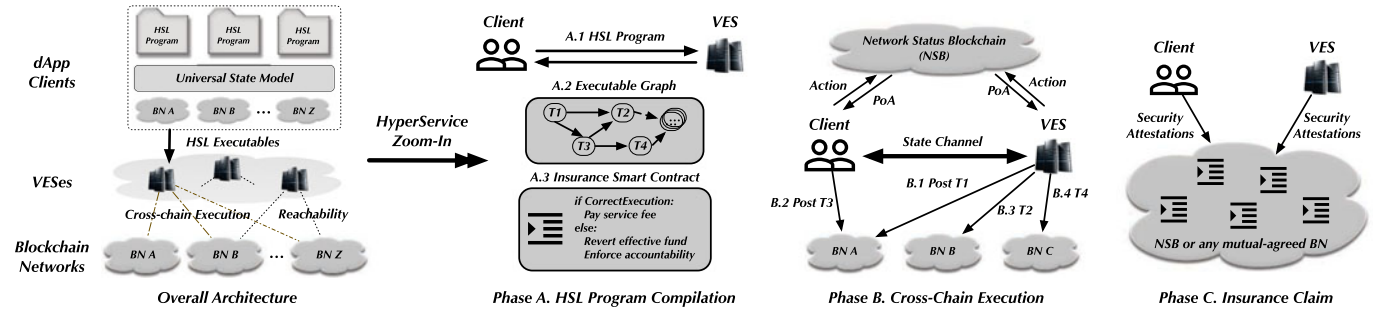 dApp
Clients
HSL
Program
HSL
Program
HSL
Program
Universal State Model
BN A
BN B
...
BN Z
HSL Executables
VESes
Cross-chain Execution
Reachability
Blockchain
Networks
BN A
BN B
...
BN Z
Overall Architecture
HyperService
Zoom-In
Client
VES
A.1 HSL Program
A.2 Executable Graph
T1
T2
T3
T4
...
A.3 Insurance Smart Contract
if CorrectExecution:
Pay service fee
else:
Revert effective fund
Enforce accountability
Phase A. HSL Program Compilation
Network Status Blockchain
(NSB)
Action
PoA
Action
PoA
Client
VES
State Channel
B.1 Post T1
B.2 Post T3
B.3 T2
B.4 T4
BN A
BN B
BN C
Phase B. Cross-Chain Execution
Client
VES
Security
Attestations
Security
Attestations
NSB or any mutual-agreed BN
Phase C. Insurance Claim